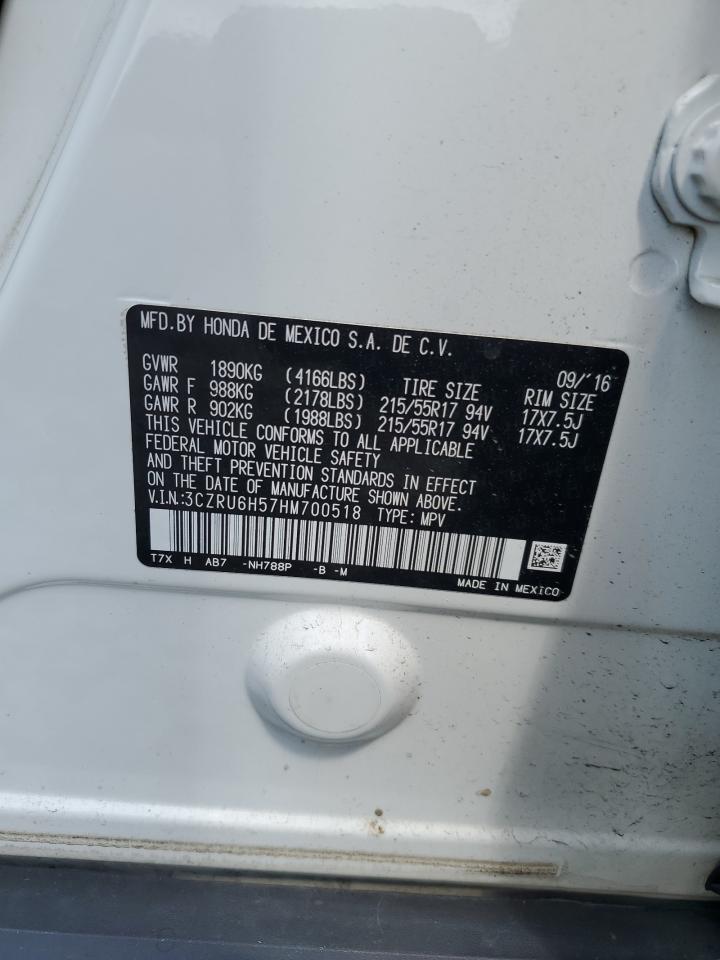 MFD.BY HONDA DE MEXICO S.A. DE C.V.
09/'16
GVWR 1890KG (4166LBS) TIRE SIZE RIM SIZE
GAWR F 988KG (2178LBS) 215/55R17 94V 17X7.5J
GAWR R 902KG (1988LBS) 215/55R17 94V 17X7.5J
THIS VEHICLE CONFORMS TO ALL APPLICABLE
FEDERAL MOTOR VEHICLE SAFETY
AND THEFT PREVENTION STANDARDS IN EFFECT
ON THE DATE OF MANUFACTURE SHOWN ABOVE.
V.I.N:3CZRU6H57HM700518 TYPE: MPV
T7X H AB7 -NH788P -B -M
MADE IN MEXICO